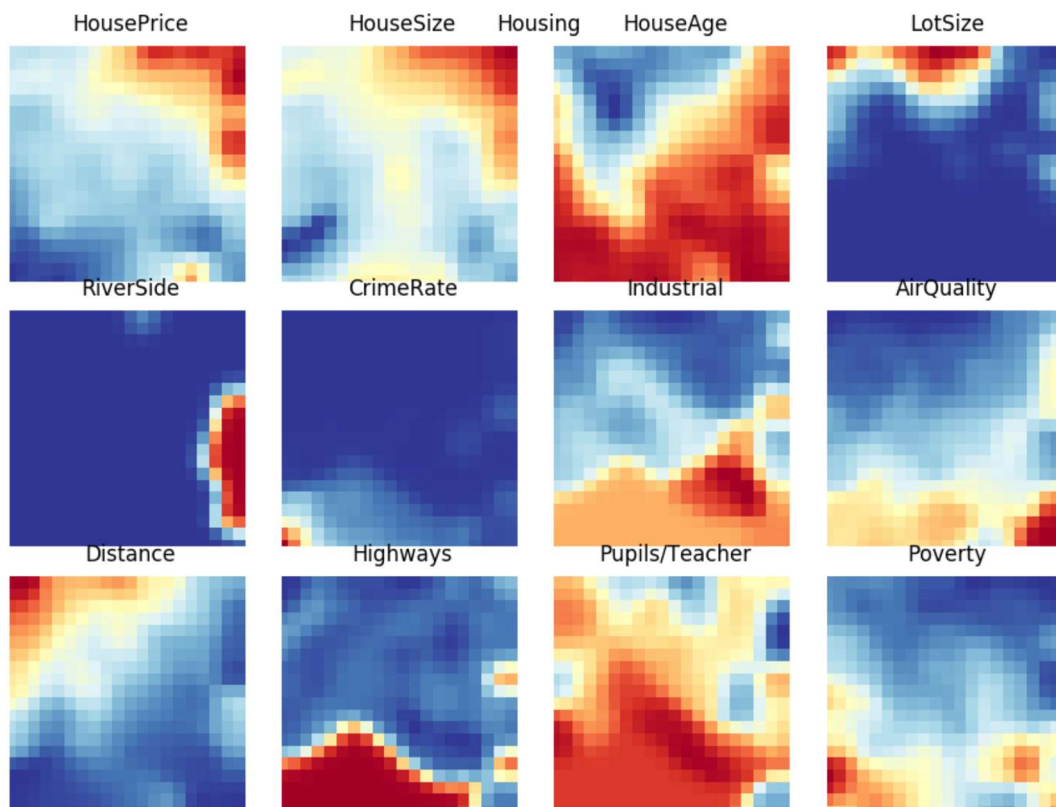 HousePrice HouseSize Housing HouseAge LotSize
RiverSide CrimeRate Industrial AirQuality
Distance Highways Pupils/Teacher Poverty